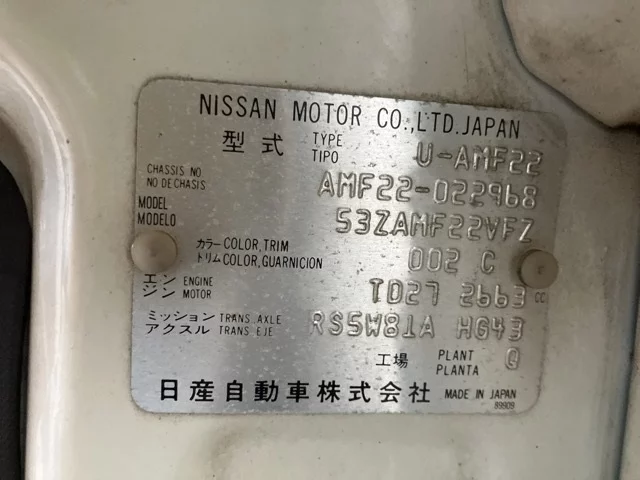 NISSAN MOTOR CO.,LTD.JAPAN
型式 TYPE TIPO U-AMF22
CHASSIS NO NO DE CHASIS AMF22-022968
MODEL MODELO 53ZAMF22VFZ
カラー COLOR, TRIM トリム COLOR, GUARNICION 002 C
エンジン ENGINE MOTOR TD27 2663 CC
ミッション TRANS. AXLE アクスル TRANS EJE RS5W81A HG43
工場 PLANT PLANTA Q
日産自動車株式会社 MADE IN JAPAN
89909